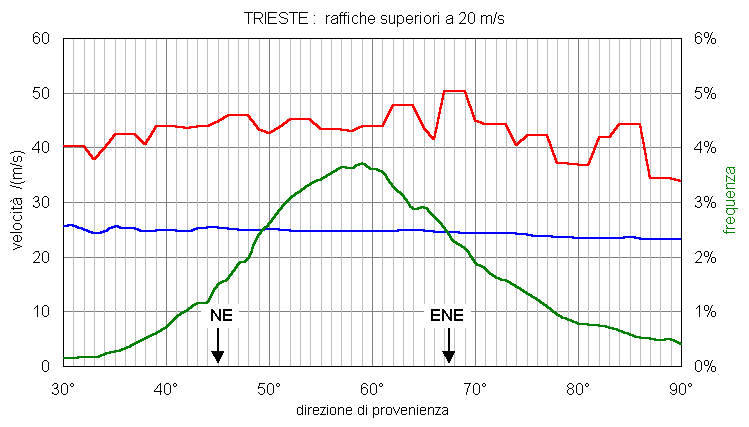 TRIESTE : raffiche superiori a 20 m/s
60
50
40
30
20
10
0
velocità /(m/s)
6%
5%
4%
3%
2%
1%
0%
frequenza
NE
ENE
30° 40° 50° 60° 70° 80° 90°
direzione di provenienza